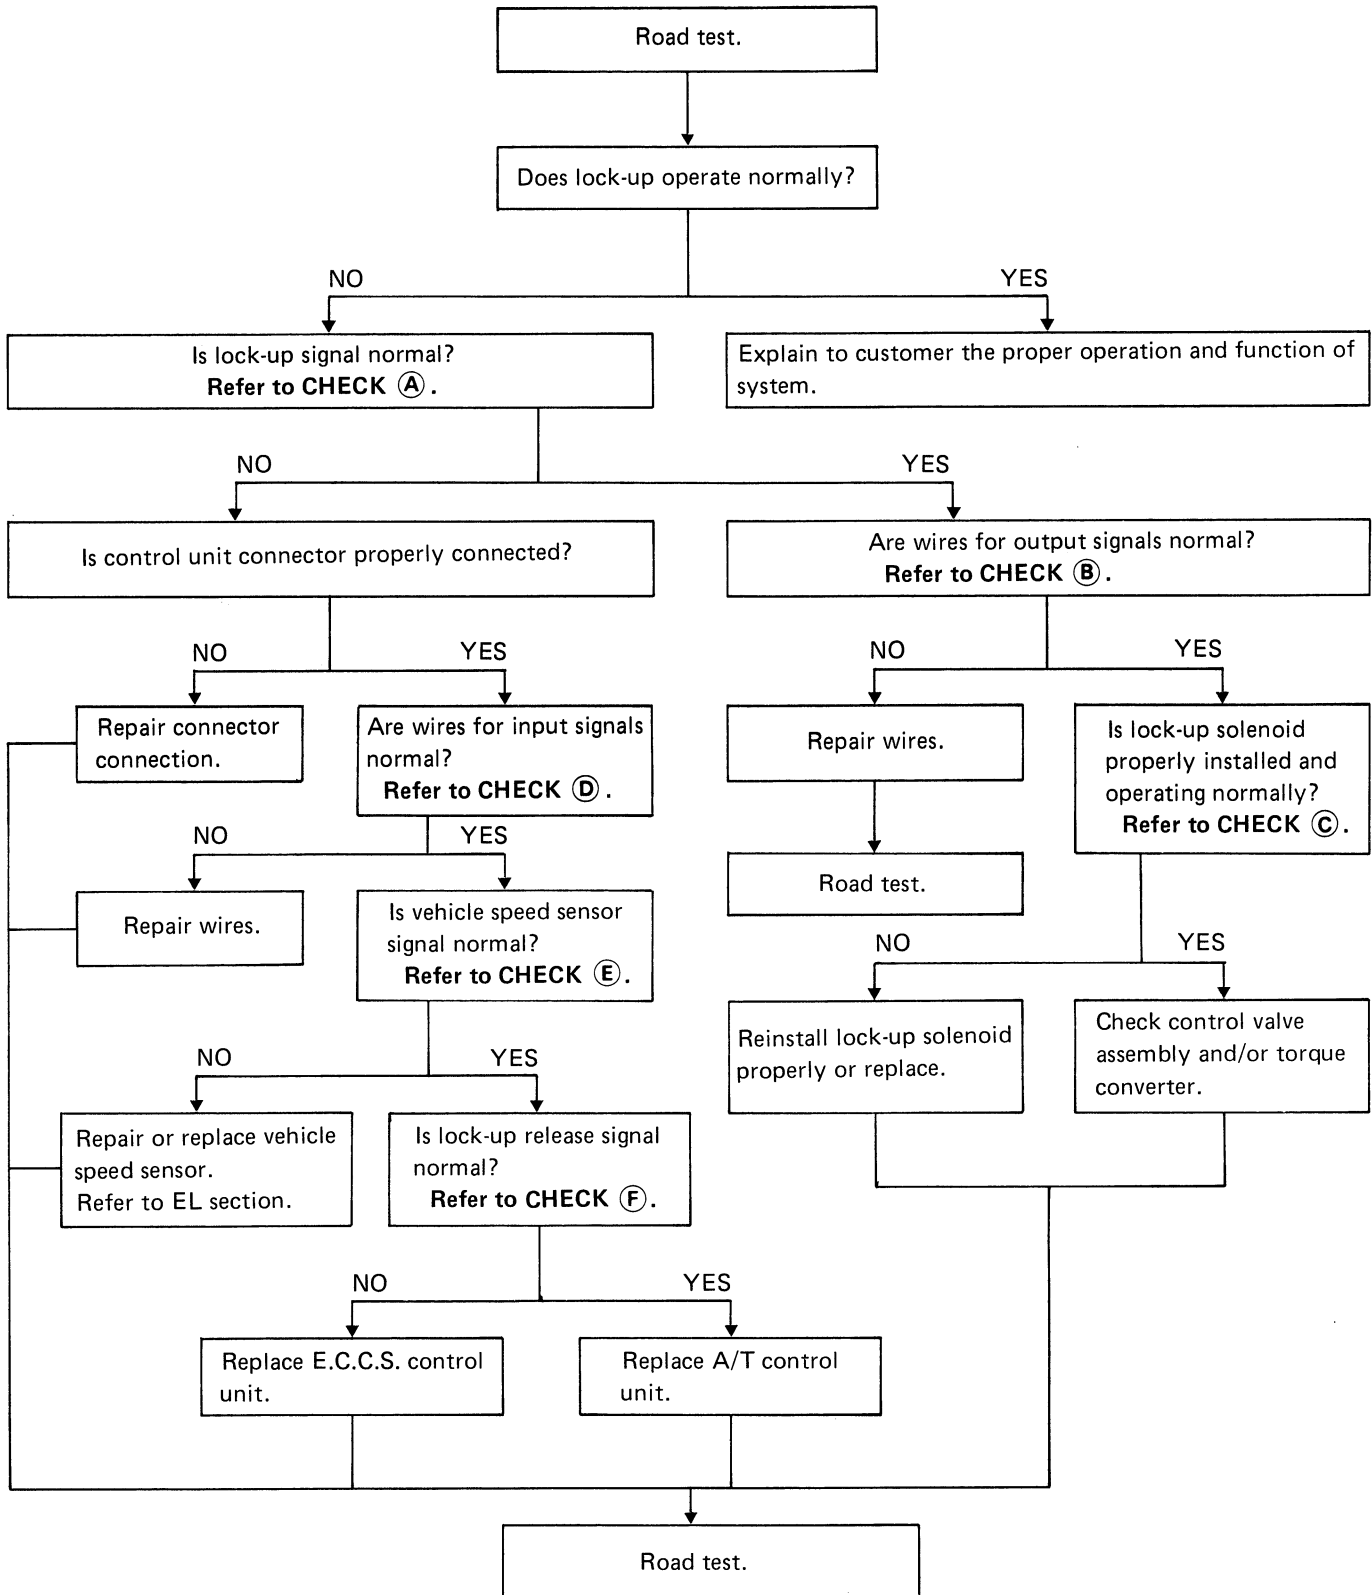 Road test.
Does lock-up operate normally?
NO
YES
Is lock-up signal normal?
Refer to CHECK Ⓐ.
Explain to customer the proper operation and function of
system.
NO
YES
Is control unit connector properly connected?
Are wires for output signals normal?
Refer to CHECK Ⓑ.
NO
YES
NO
YES
Repair connector
connection.
Are wires for input signals
normal?
Refer to CHECK Ⓓ.
Repair wires.
Is lock-up solenoid
properly installed and
operating normally?
Refer to CHECK Ⓒ.
NO
YES
Repair wires.
Is vehicle speed sensor
signal normal?
Refer to CHECK Ⓔ.
Road test.
NO
YES
Reinstall lock-up solenoid
properly or replace.
Check control valve
assembly and/or torque
converter.
NO
YES
Repair or replace vehicle
speed sensor.
Refer to EL section.
Is lock-up release signal
normal?
Refer to CHECK Ⓕ.
NO
YES
Replace E.C.C.S. control
unit.
Replace A/T control
unit.
Road test.